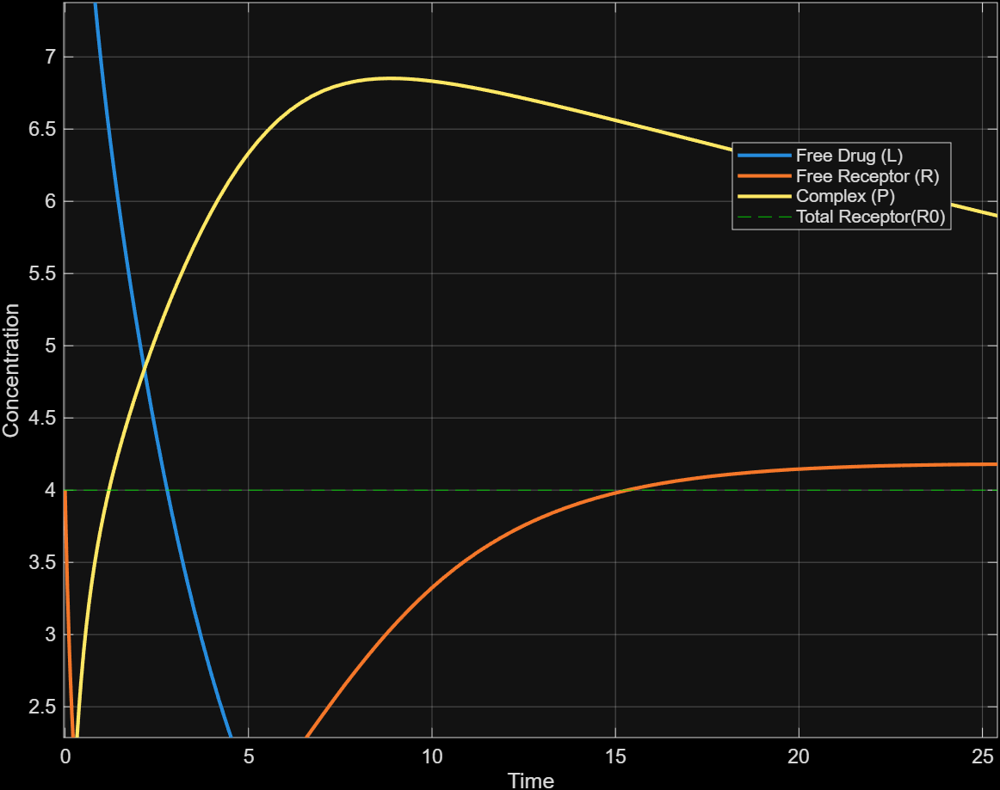 7
6.5
6
5.5
5
4.5
4
3.5
3
2.5
Concentration
0 5 10 15 20 25
Time
Free Drug (L)
Free Receptor (R)
Complex (P)
Total Receptor(R0)